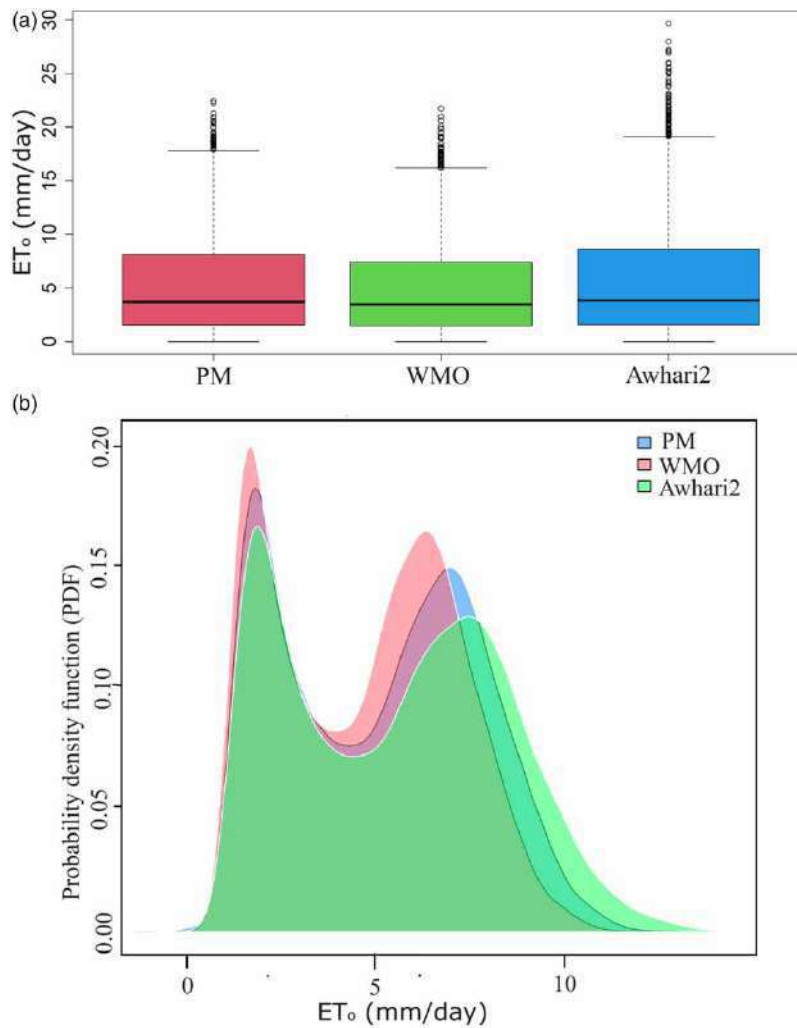 (a)
ETₒ (mm/day)
30
25
20
15
10
5
0
PM WMO Awhari2
(b)
Probability density function (PDF)
0.20
0.15
0.10
0.05
0.00
PM
WMO
Awhari2
0 5 10
ETₒ (mm/day)